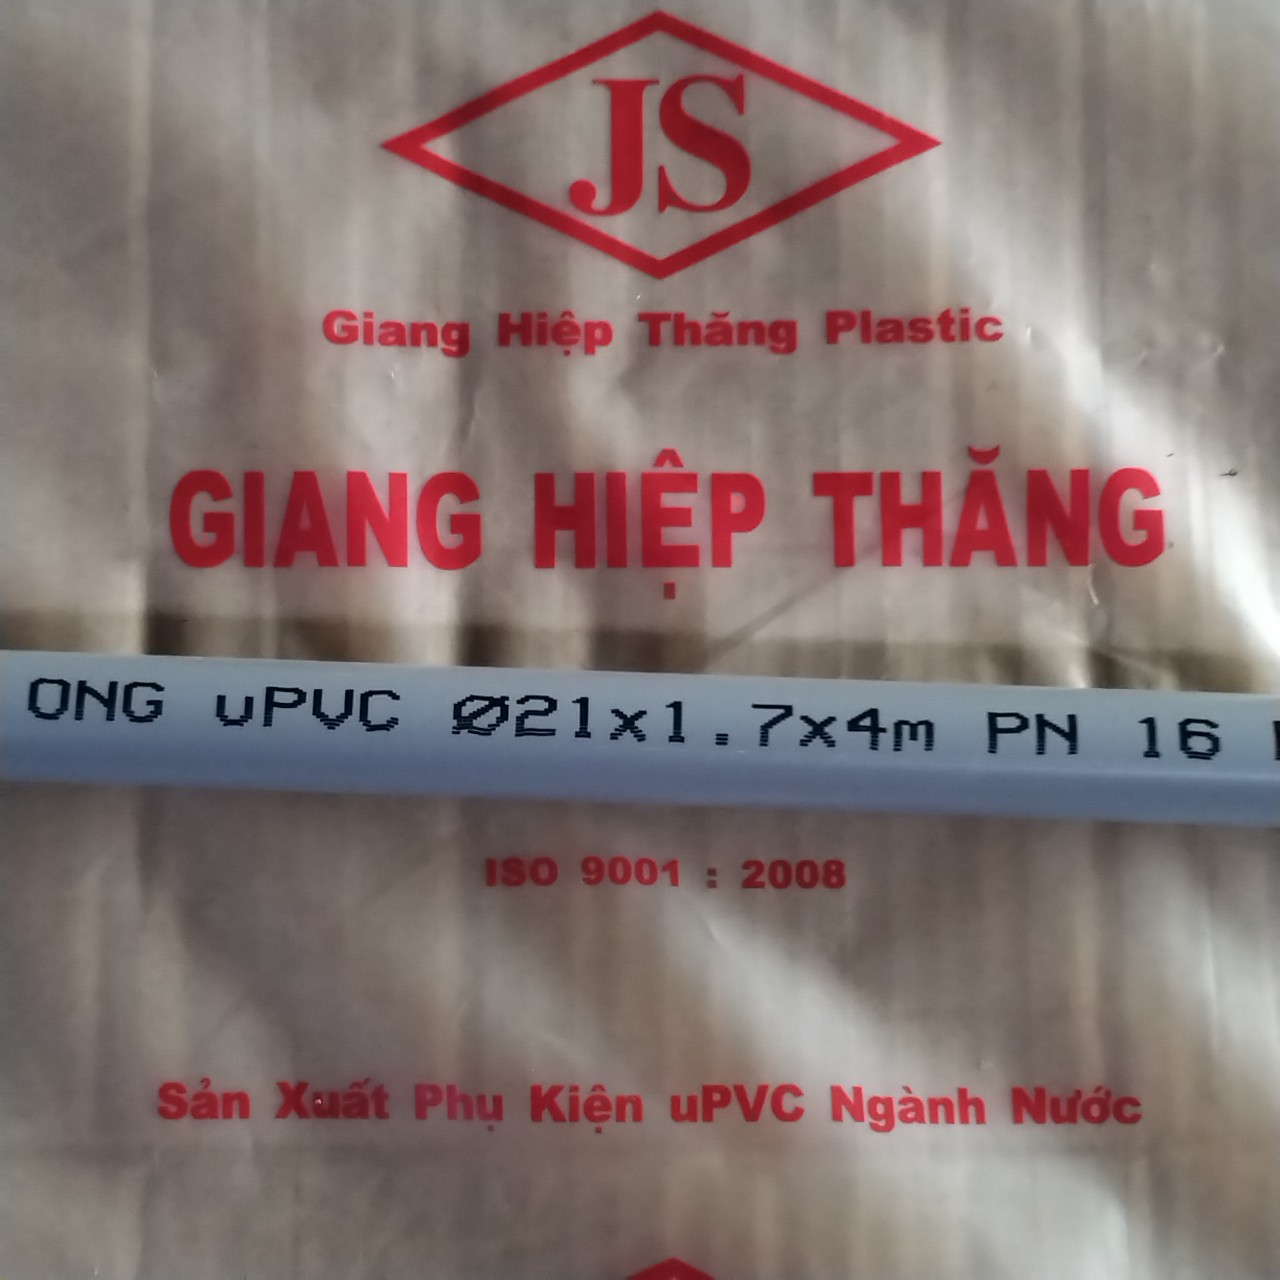 JS
Giang Hiệp Thăng Plastic
GIANG HIỆP THĂNG
ONG uPVC Ø21x1.7x4m PN 16
ISO 9001 : 2008
Sản Xuất Phụ Kiện uPVC Ngành Nước